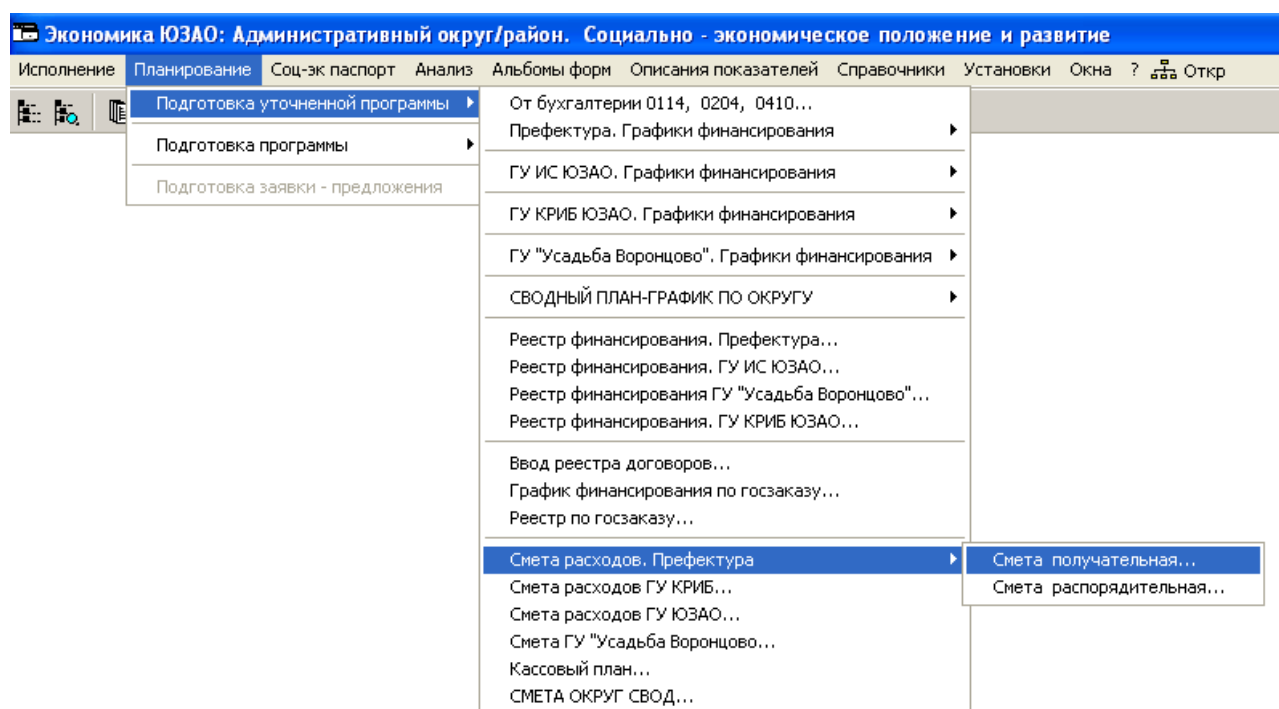 Экономика ЮЗАО: Административный округ/район. Социально - экономическое положение и развитие
Исполнение Планирование Соц-эк паспорт Анализ Альбомы форм Описания показателей Справочники Установки Окна ? Откр
Подготовка уточненной программы
Подготовка программы
Подготовка заявки - предложения
От бухгалтерии 0114, 0204, 0410...
Префектура. Графики финансирования
ГУ ИС ЮЗАО. Графики финансирования
ГУ КРИБ ЮЗАО. Графики финансирования
ГУ "Усадьба Воронцово". Графики финансирования
СВОДНЫЙ ПЛАН-ГРАФИК ПО ОКРУГУ
Реестр финансирования. Префектура...
Реестр финансирования. ГУ ИС ЮЗАО...
Реестр финансирования ГУ "Усадьба Воронцово"...
Реестр финансирования. ГУ КРИБ ЮЗАО...
Ввод реестра договоров...
График финансирования по госзаказу...
Реестр по госзаказу...
Смета расходов. Префектура
Смета расходов ГУ КРИБ...
Смета расходов ГУ ЮЗАО...
Смета ГУ "Усадьба Воронцово...
Кассовый план...
СМЕТА ОКРУГ СВОД...
Смета получательная...
Смета распорядительная...